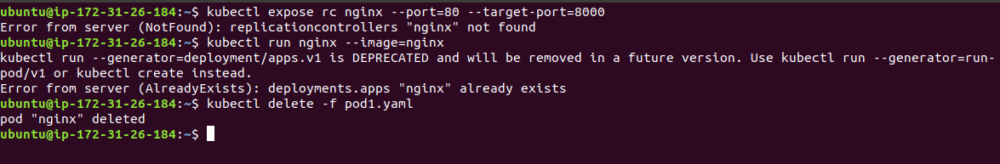 ubuntu@ip-172-31-26-184:~$ kubectl expose rc nginx --port=80 --target-port=8000
Error from server (NotFound): replicationcontrollers "nginx" not found
ubuntu@ip-172-31-26-184:~$ kubectl run nginx --image=nginx
kubectl run --generator=deployment/apps.v1 is DEPRECATED and will be removed in a future version. Use kubectl run --generator=run-
pod/v1 or kubectl create instead.
Error from server (AlreadyExists): deployments.apps "nginx" already exists
ubuntu@ip-172-31-26-184:~$ kubectl delete -f pod1.yaml
pod "nginx" deleted
ubuntu@ip-172-31-26-184:~$